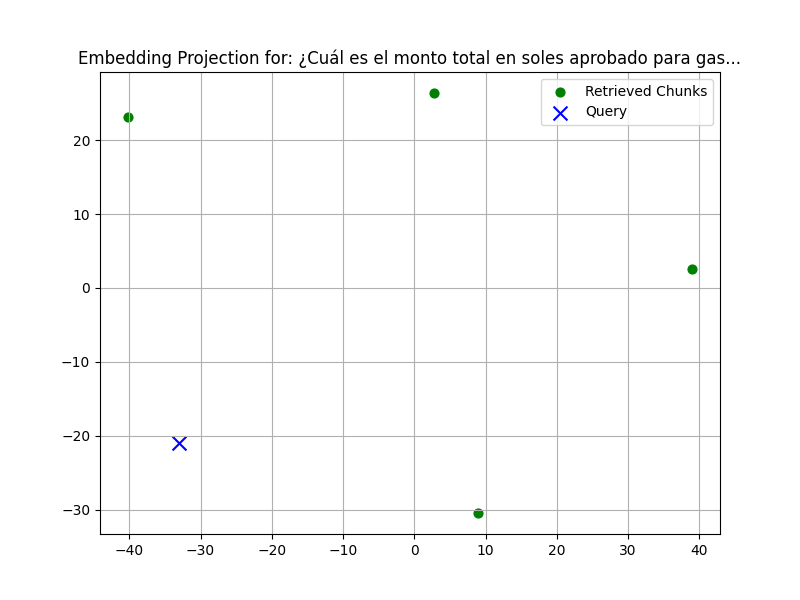 Embedding Projection for: ¿Cuál es el monto total en soles aprobado para gas...
Retrieved Chunks
Query
20
10
0
−10
−20
−30
−40 −30 −20 −10 0 10 20 30 40